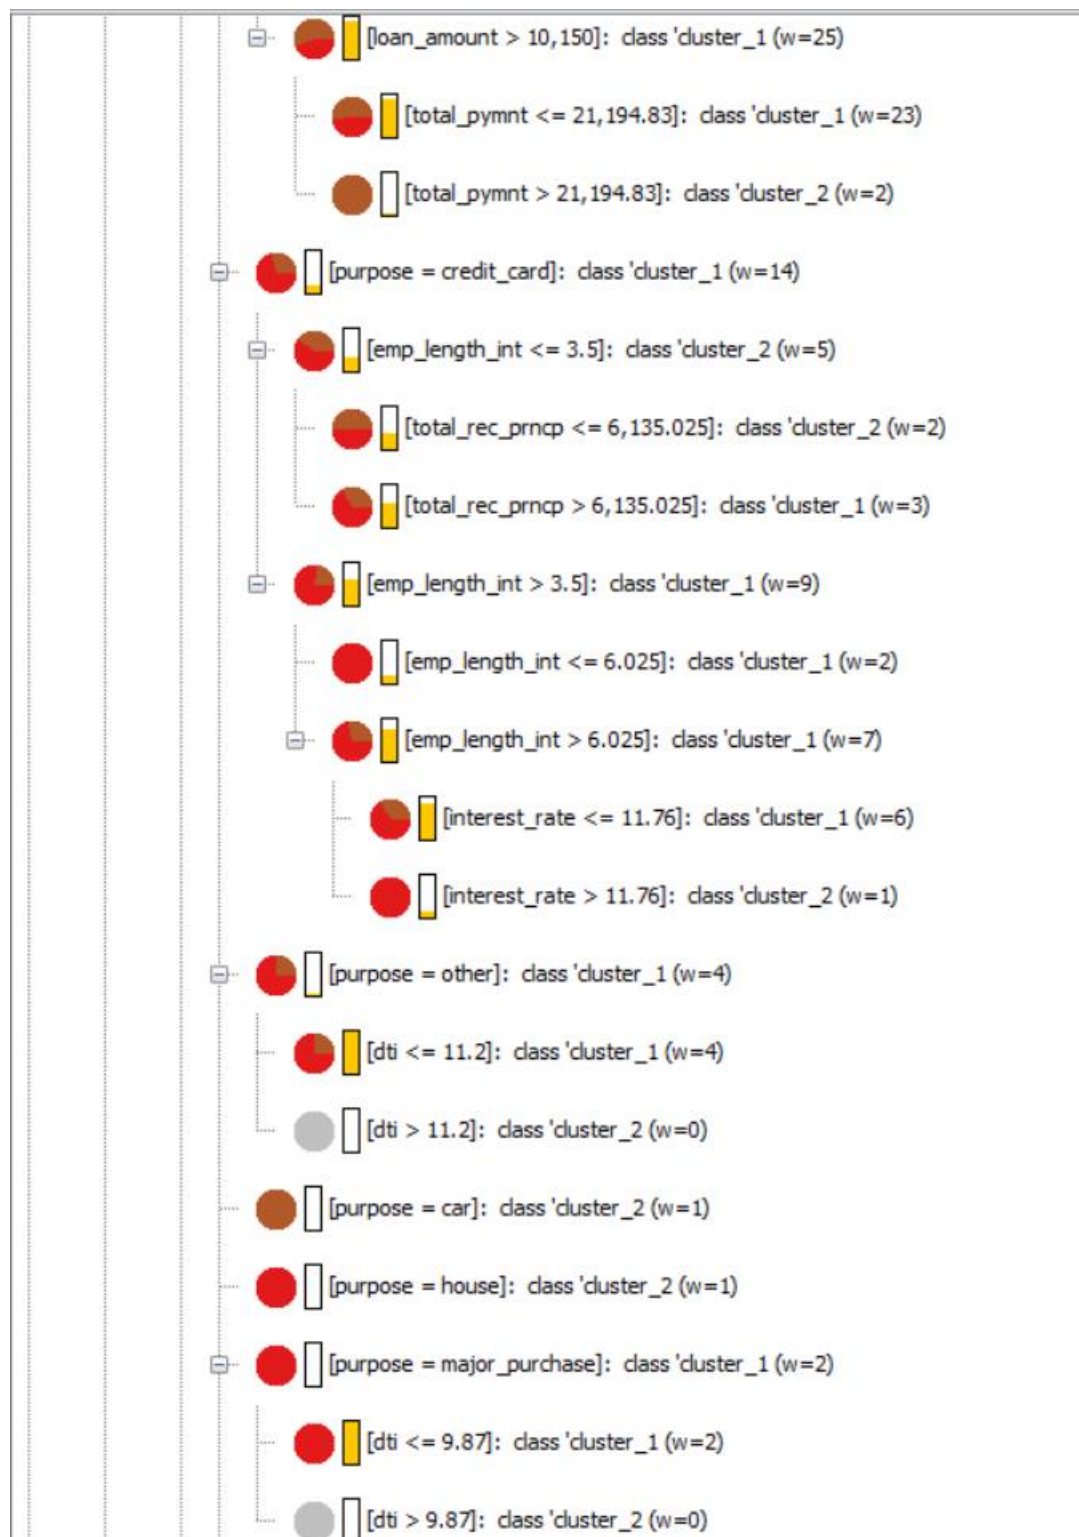 [loan_amount > 10,150]: class 'cluster_1 (w=25)
[total_pymnt <= 21,194.83]: class 'cluster_1 (w=23)
[total_pymnt > 21,194.83]: class 'cluster_2 (w=2)
[purpose = credit_card]: class 'cluster_1 (w=14)
[emp_length_int <= 3.5]: class 'cluster_2 (w=5)
[total_rec_prncp <= 6,135.025]: class 'cluster_2 (w=2)
[total_rec_prncp > 6,135.025]: class 'cluster_1 (w=3)
[emp_length_int > 3.5]: class 'cluster_1 (w=9)
[emp_length_int <= 6.025]: class 'cluster_1 (w=2)
[emp_length_int > 6.025]: class 'cluster_1 (w=7)
[interest_rate <= 11.76]: class 'cluster_1 (w=6)
[interest_rate > 11.76]: class 'cluster_2 (w=1)
[purpose = other]: class 'cluster_1 (w=4)
[dti <= 11.2]: class 'cluster_1 (w=4)
[dti > 11.2]: class 'cluster_2 (w=0)
[purpose = car]: class 'cluster_2 (w=1)
[purpose = house]: class 'cluster_2 (w=1)
[purpose = major_purchase]: class 'cluster_1 (w=2)
[dti <= 9.87]: class 'cluster_1 (w=2)
[dti > 9.87]: class 'cluster_2 (w=0)